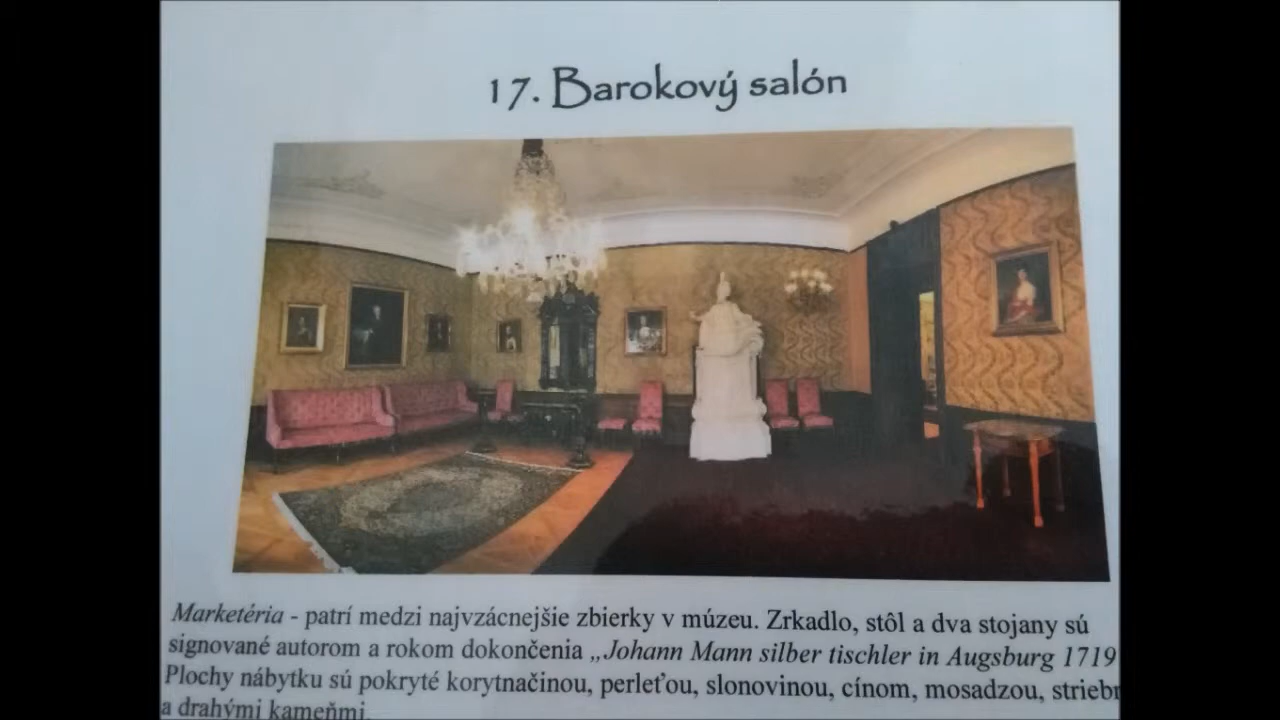 17. Barokový salón
Marketéria - patrí medzi najvzácnejšie zbierky v múzeu. Zrkadlo, stôl a dva stojany sú
signované autorom a rokom dokončenia „Johann Mann silber tischler in Augsburg 1719
Plochy nábytku sú pokryté korytnačinou, perleťou, slonovinou, cínom, mosadzou,
a drahými kameňmi.